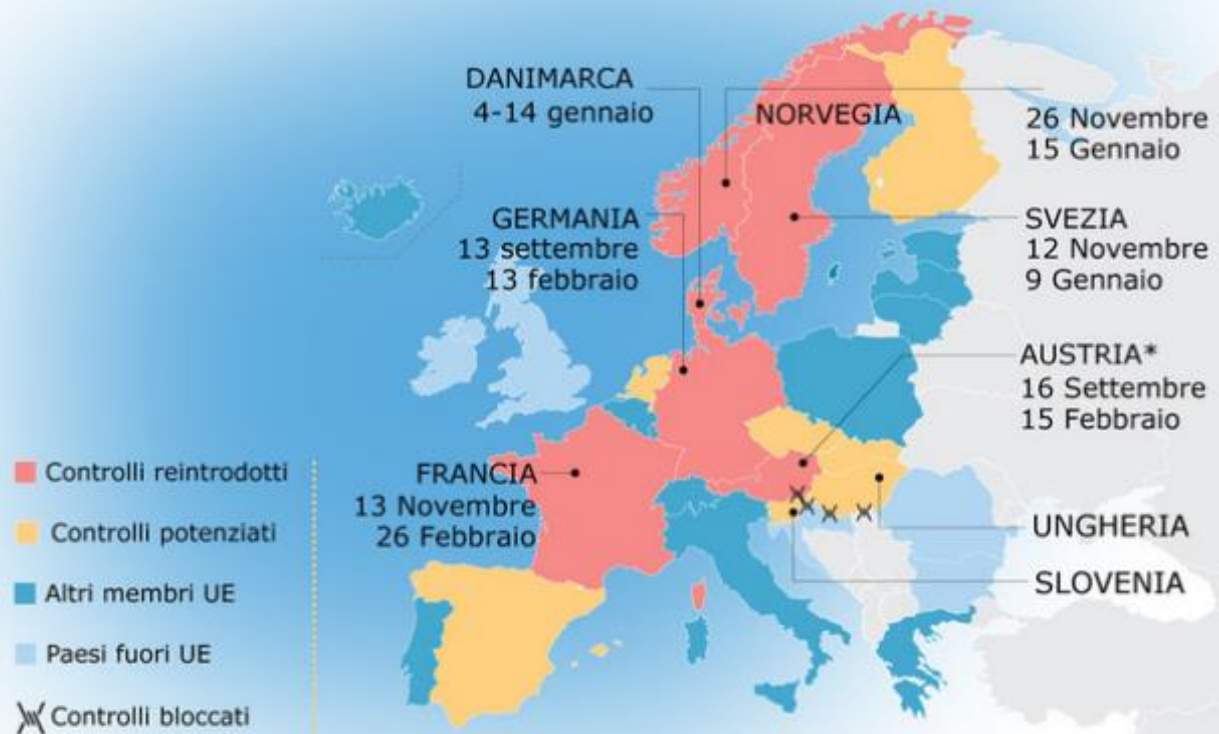 DANIMARCA
4-14 gennaio
NORVEGIA
26 Novembre
15 Gennaio
GERMANIA
13 settembre
13 febbraio
SVEZIA
12 Novembre
9 Gennaio
AUSTRIA*
16 Settembre
15 Febbraio
FRANCIA
13 Novembre
26 Febbraio
UNGHERIA
SLOVENIA
Controlli reintrodotti
Controlli potenziati
Altri membri UE
Paesi fuori UE
Controlli bloccati